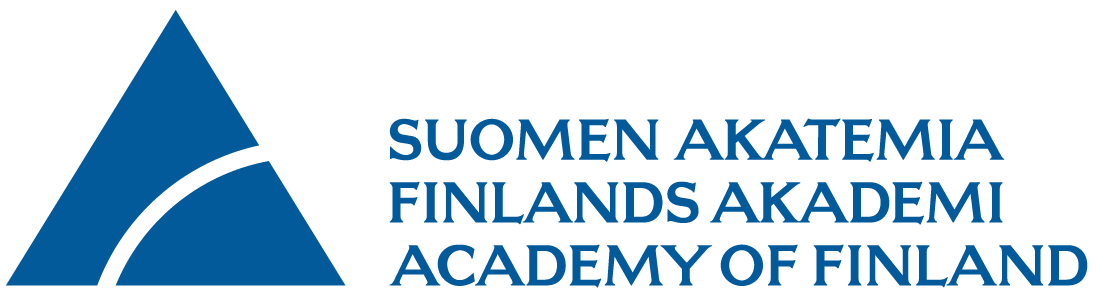 SUOMEN AKATEMIA
FINLANDS AKADEMI
ACADEMY OF FINLAND